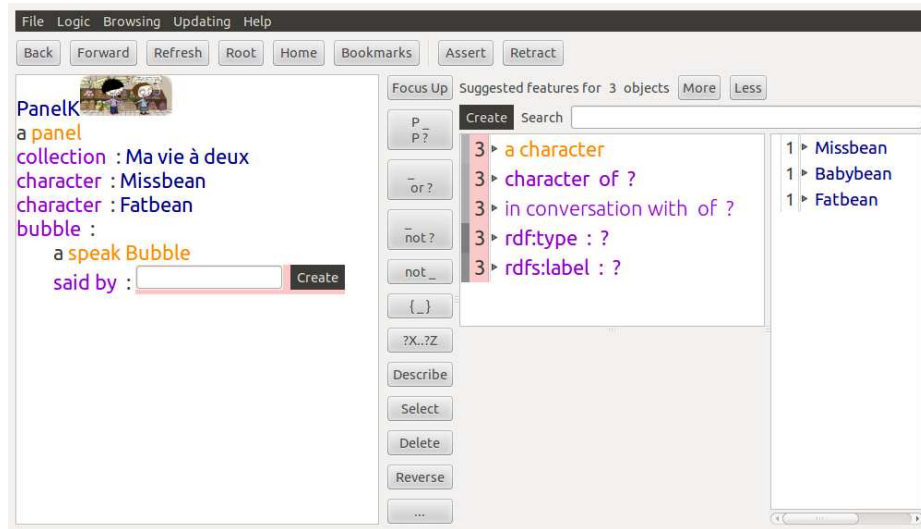 File Logic Browsing Updating Help
Back Forward Refresh Root Home Bookmarks Assert Retract
PanelK
a panel
collection : Ma vie à deux
character : Missbean
character : Fatbean
bubble :
a speak Bubble
said by : Create
Focus Up
P _
P ?
_
or ?
_
not ?
not _
{ _ }
?X..?Z
Describe
Select
Delete
Reverse
...
Suggested features for 3 objects More Less
Create Search
3 a character
3 character of ?
3 in conversation with of ?
3 rdf:type : ?
3 rdfs:label : ?
1 Missbean
1 Babybean
1 Fatbean